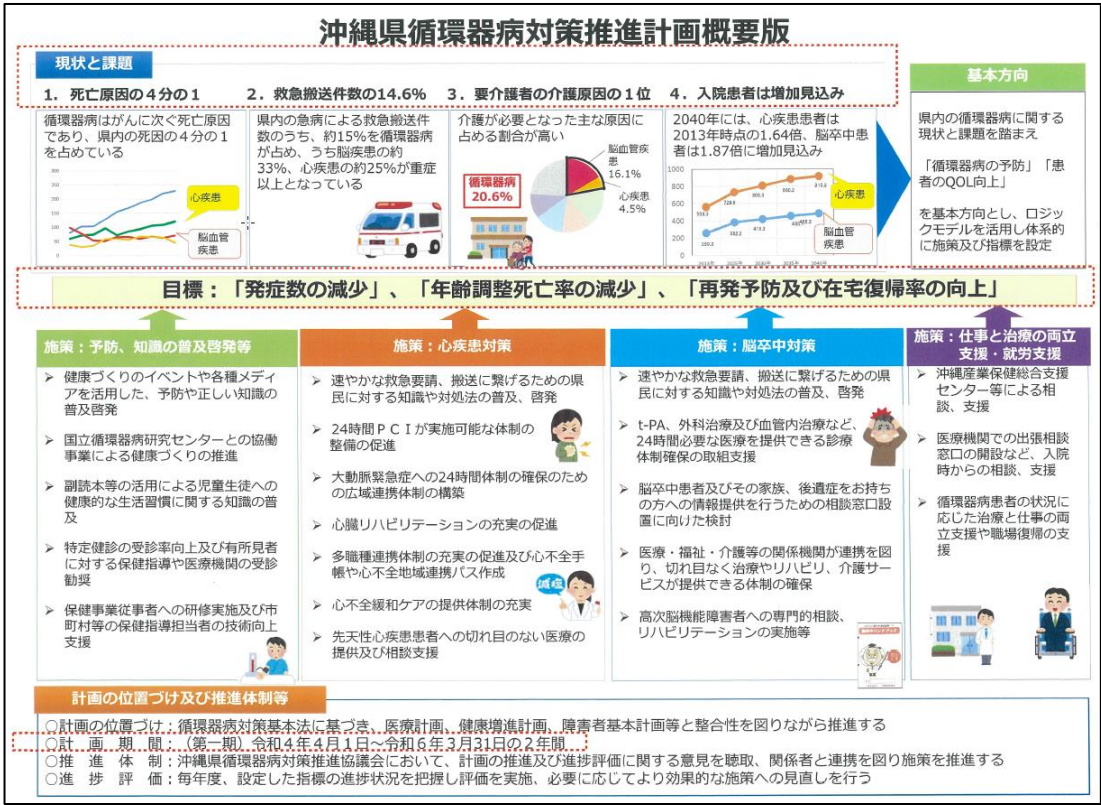 沖縄県循環器病対策推進計画概要版
現状と課題
1．死亡原因の４分の１
循環器病はがんに次ぐ死亡原因
であり、県内の死因の４分の１
を占めている
心疾患
脳血管
疾患
2．救急搬送件数の14.6%
県内の急病による救急搬送件
数のうち、約15%を循環器病
が占め、うち脳疾患の約
33%、心疾患の約25%が重症
以上となっている
3．要介護者の介護原因の１位
介護が必要となった主な原因に
占める割合が高い
循環器病
20.6%
脳血管疾
患
16.1%
心疾患
4.5%
4．入院患者は増加見込み
2040年には、心疾患患者は
2013年時点の1.64倍、脳卒中患
者は1.87倍に増加見込み
1000
800
600
400
200
0
心疾患
脳血管
疾患
基本方向
県内の循環器病に関する
現状と課題を踏まえ
「循環器病の予防」「患
者のQOL向上」
を基本方向とし、ロジッ
クモデルを活用し体系的
に施策及び指標を設定
目標：「発症数の減少」、「年齢調整死亡率の減少」、「再発予防及び在宅復帰率の向上」
施策：予防、知識の普及啓発等
➢ 健康づくりのイベントや各種メディ
アを活用した、予防や正しい知識の
普及啓発
➢ 国立循環器病研究センターとの協働
事業による健康づくりの推進
➢ 副読本等の活用による児童生徒への
健康的な生活習慣に関する知識の普
及
➢ 特定健診の受診率向上及び有所見者
に対する保健指導や医療機関の受診
勧奨
➢ 保健事業従事者への研修実施及び市
町村等の保健指導担当者の技術向上
支援
施策：心疾患対策
➢ 速やかな救急要請、搬送に繋げるための県
民に対する知識や対処法の普及、啓発
➢ 24時間ＰＣＩが実施可能な体制の
整備の促進
➢ 大動脈緊急症への24時間体制の確保のため
の広域連携体制の構築
➢ 心臓リハビリテーションの充実の促進
➢ 多職種連携体制の充実の促進及び心不全手
帳や心不全地域連携パス作成
➢ 心不全緩和ケアの提供体制の充実
➢ 先天性心疾患患者への切れ目のない医療の
提供及び相談支援
減塩
施策：脳卒中対策
➢ 速やかな救急要請、搬送に繋げるための県
民に対する知識や対処法の普及、啓発
➢ t-PA、外科治療及び血管内治療など、
24時間必要な医療を提供できる診療
体制確保の取組支援
➢ 脳卒中患者及びその家族、後遺症をお持ち
の方への情報提供を行うための相談窓口設
置に向けた検討
➢ 医療・福祉・介護等の関係機関が連携を図
り、切れ目なく治療やリハビリ、介護サー
ビスが提供できる体制の確保
➢ 高次脳機能障害者への専門的相談、
リハビリテーションの実施等
施策：仕事と治療の両立
支援・就労支援
➢ 沖縄産業保健総合支援
センター等による相
談、支援
➢ 医療機関での出張相談
窓口の開設など、入院
時からの相談、支援
➢ 循環器病患者の状況に
応じた治療と仕事の両
立支援や職場復帰の支
援
計画の位置づけ及び推進体制等
○計画の位置づけ：循環器病対策基本法に基づき、医療計画、健康増進計画、障害者基本計画等と整合性を図りながら推進する
○計 画 期 間：（第一期）令和４年４月１日～令和６年３月31日の２年間
○推 進 体 制：沖縄県循環器病対策推進協議会において、計画の推進及び進捗評価に関する意見を聴取、関係者と連携を図り施策を推進する
○進 捗 評 価：毎年度、設定した指標の進捗状況を把握し評価を実施、必要に応じてより効果的な施策への見直しを行う